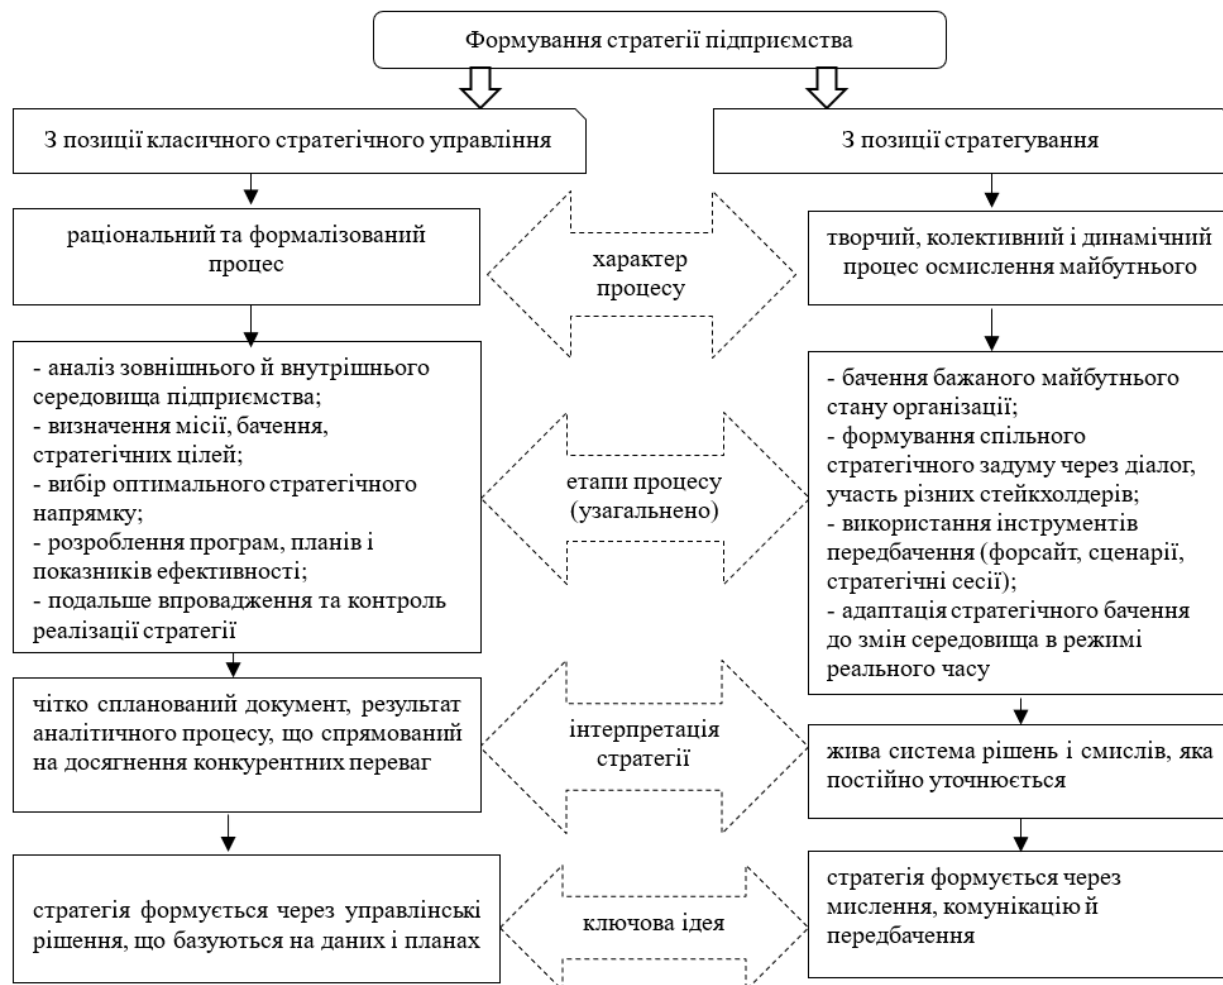 Формування стратегії підприємства
З позиції класичного стратегічного управління
З позиції стратегування
раціональний та формалізований
процес
характер
процесу
творчий, колективний і динамічний
процес осмислення майбутнього
- аналіз зовнішнього й внутрішнього
середовища підприємства;
- визначення місії, бачення,
стратегічних цілей;
- вибір оптимального стратегічного
напрямку;
- розроблення програм, планів і
показників ефективності;
- подальше впровадження та контроль
реалізації стратегії
етапи процесу
(узагальнено)
- бачення бажаного майбутнього
стану організації;
- формування спільного
стратегічного задуму через діалог,
участь різних стейкхолдерів;
- використання інструментів
передбачення (форсайт, сценарії,
стратегічні сесії);
- адаптація стратегічного бачення
до змін середовища в режимі
реального часу
чітко спланований документ, результат
аналітичного процесу, що спрямований
на досягнення конкурентних переваг
інтерпретація
стратегії
жива система рішень і смислів, яка
постійно уточнюється
стратегія формується через управлінські
рішення, що базуються на даних і планах
ключова ідея
стратегія формується через
мислення, комунікацію й
передбачення